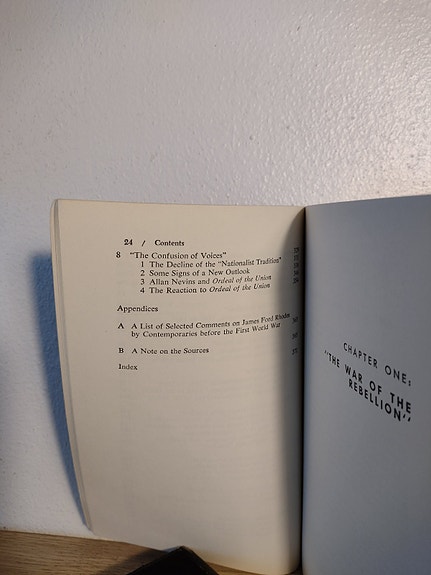 24 / Contents
8 "The Confusion of Voices"
1 The Decline of the "Nationalist Tradition"
2 Some Signs of a New Outlook
3 Allan Nevins and Ordeal of the Union
4 The Reaction to Ordeal of the Union
Appendices
A A List of Selected Comments on James Ford Rhodes
by Contemporaries before the First World War
B A Note on the Sources
Index
CHAPTER ONE:
"THE WAR OF THE
REBELLION"